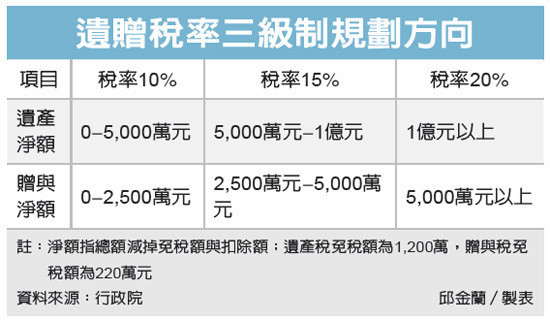 遺贈稅率三級制規劃方向
項目 稅率10% 稅率15% 稅率20%
遺產淨額 0–5,000萬元 5,000萬元–1億元 1億元以上
贈與淨額 0–2,500萬元 2,500萬元–5,000萬元 5,000萬元以上
註：淨額指總額減掉免稅額與扣除額；遺產稅免稅額為1,200萬，贈與稅免
稅額為220萬元
資料來源：行政院 邱金蘭／製表